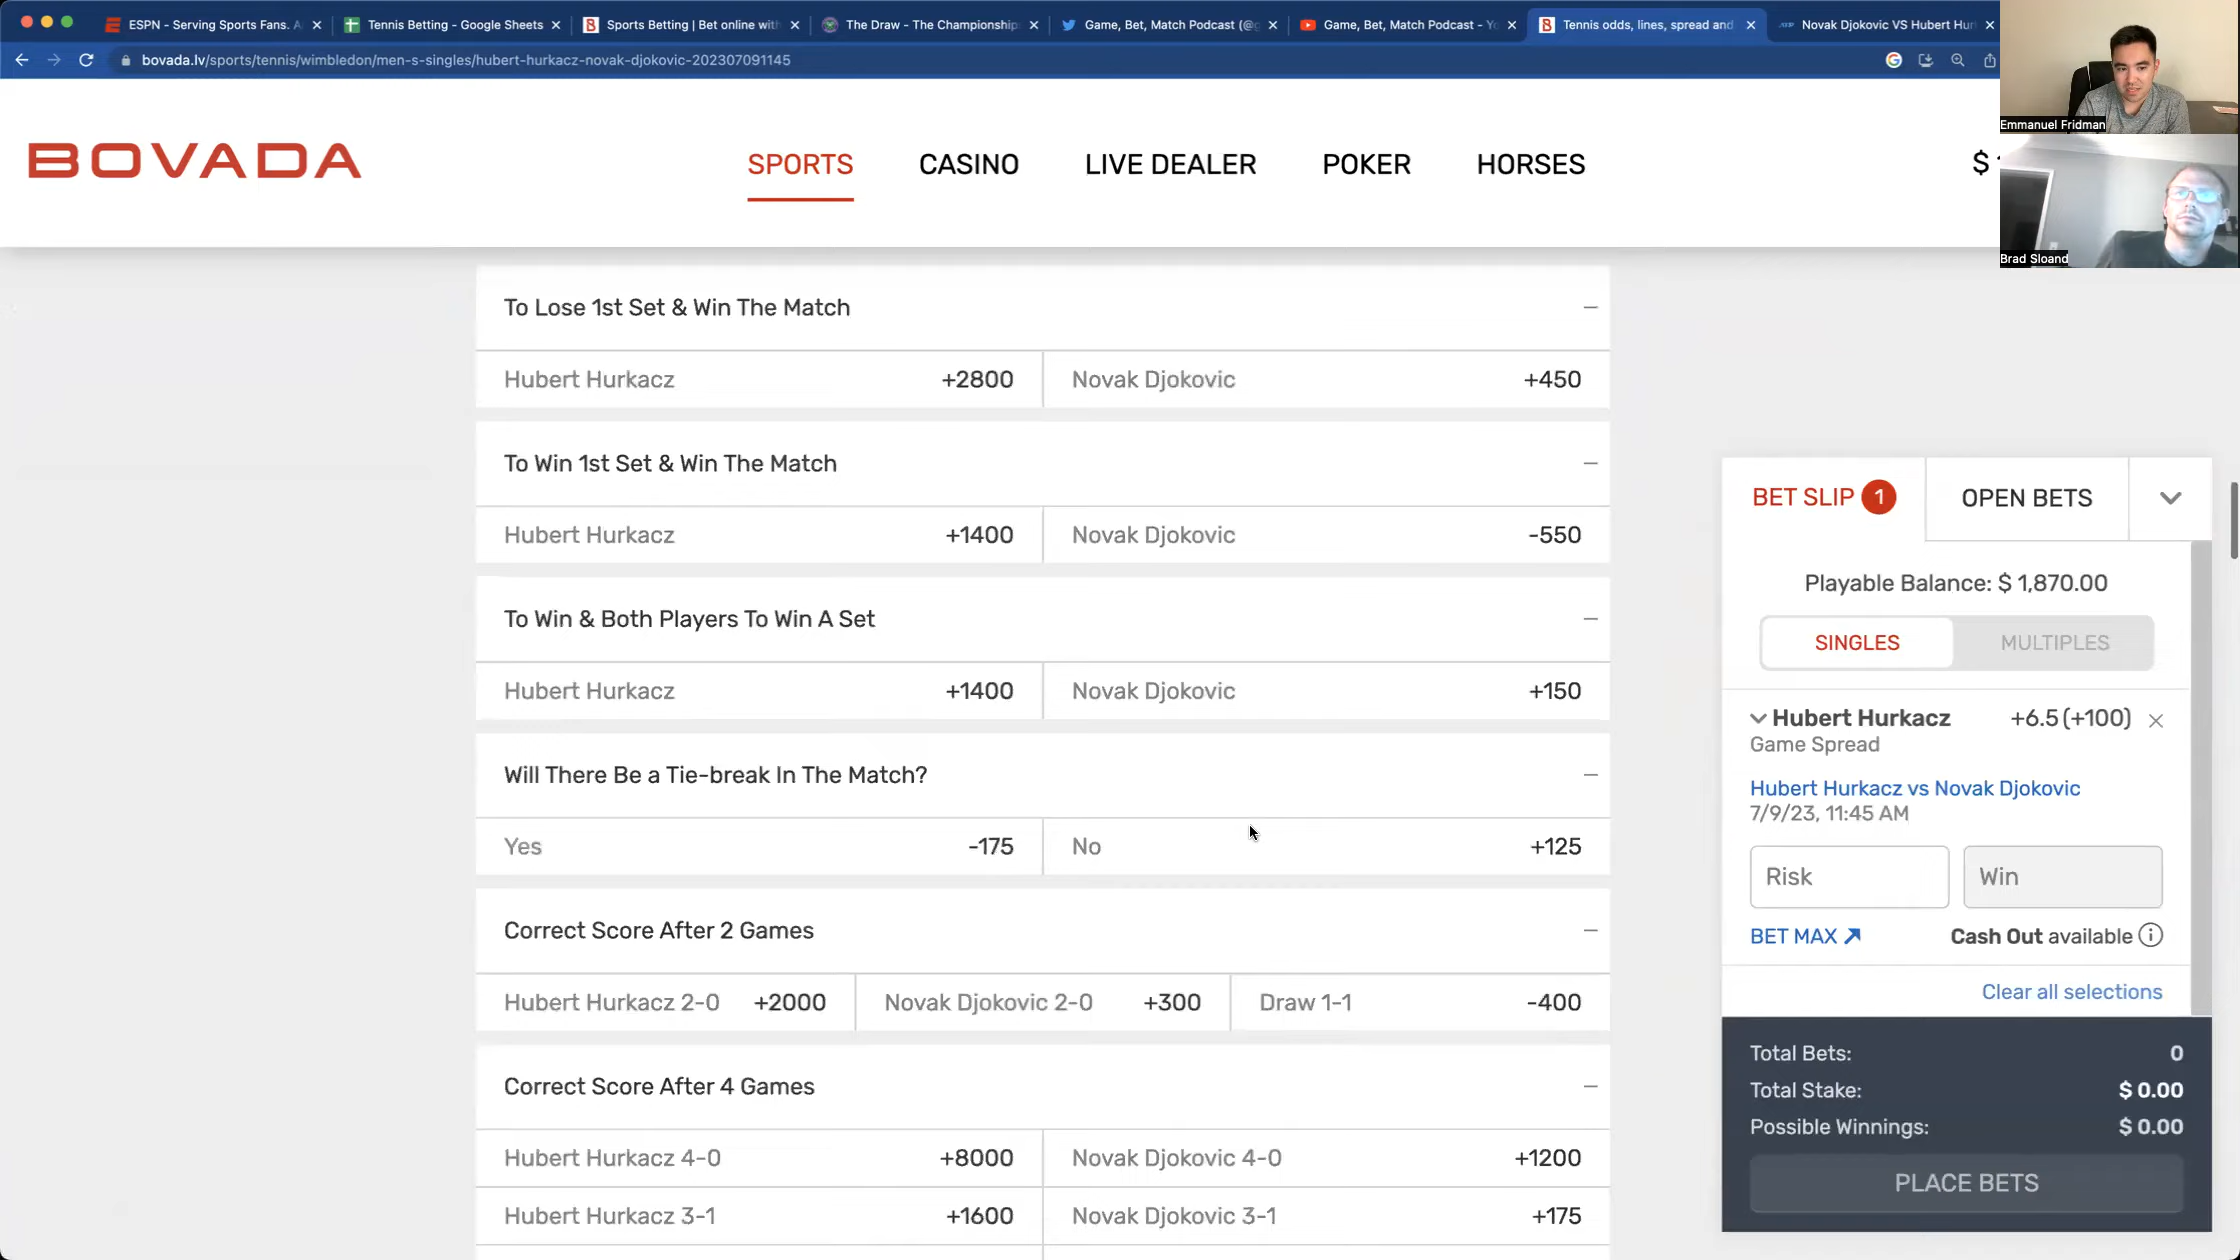 ESPN - Serving Sports Fans. A
Tennis Betting - Google Sheets
Sports Betting | Bet online with
The Draw - The Championship
Game, Bet, Match Podcast (@g
Game, Bet, Match Podcast - Yo
Tennis odds, lines, spread and
Novak Djokovic VS Hubert Hur
bovada.lv/sports/tennis/wimbledon/men-s-singles/hubert-hurkacz-novak-djokovic-202307091145
Emmanuel Fridman
Brad Sloand
BOVADA
SPORTS
CASINO
LIVE DEALER
POKER
HORSES
$
To Lose 1st Set & Win The Match
Hubert Hurkacz +2800 Novak Djokovic +450
To Win 1st Set & Win The Match
Hubert Hurkacz +1400 Novak Djokovic -550
To Win & Both Players To Win A Set
Hubert Hurkacz +1400 Novak Djokovic +150
Will There Be a Tie-break In The Match?
Yes -175 No +125
Correct Score After 2 Games
Hubert Hurkacz 2-0 +2000 Novak Djokovic 2-0 +300 Draw 1-1 -400
Correct Score After 4 Games
Hubert Hurkacz 4-0 +8000 Novak Djokovic 4-0 +1200
Hubert Hurkacz 3-1 +1600 Novak Djokovic 3-1 +175
BET SLIP 1 OPEN BETS
Playable Balance: $ 1,870.00
SINGLES MULTIPLES
Hubert Hurkacz +6.5 (+100)
Game Spread
Hubert Hurkacz vs Novak Djokovic
7/9/23, 11:45 AM
Risk Win
BET MAX Cash Out available
Clear all selections
Total Bets: 0
Total Stake: $ 0.00
Possible Winnings: $ 0.00
PLACE BETS